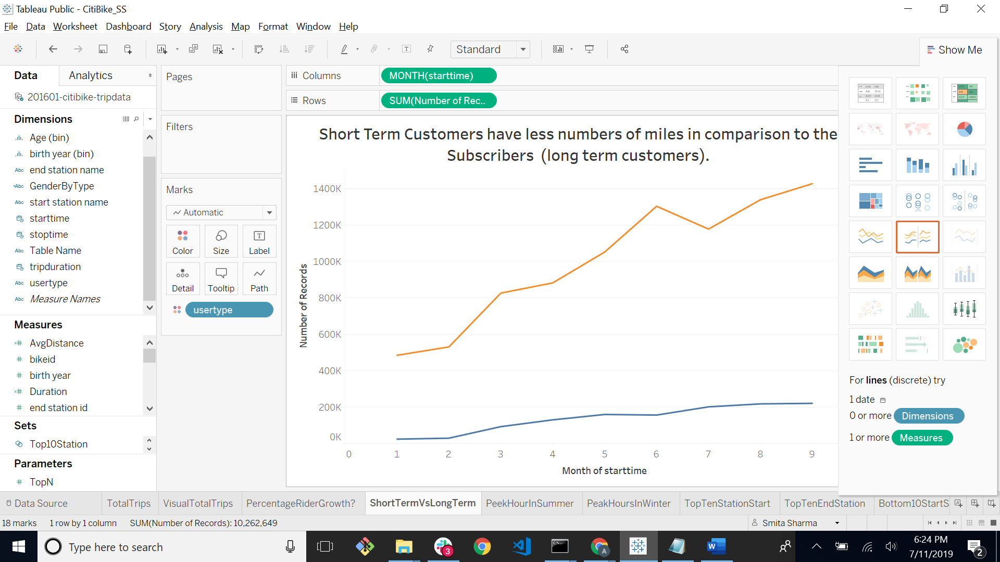 Tableau Public - CitiBike_SS
File Data Worksheet Dashboard Story Analysis Map Format Window Help
Standard
Show Me
Data Analytics
201601-citibike-tripdata
Dimensions
Age (bin)
birth year (bin)
Abc end station name
=Abc GenderByType
Abc start station name
starttime
stoptime
Abc Table Name
tripduration
Abc usertype
Abc Measure Names
Measures
=# AvgDistance
# bikeid
# birth year
=# Duration
# end station id
Sets
Top10Station
Parameters
# TopN
Pages
Filters
Marks
Automatic
Color Size Label
Detail Tooltip Path
usertype
Columns MONTH(starttime)
Rows SUM(Number of Rec..
Short Term Customers have less numbers of miles in comparison to the
Subscribers (long term customers).
Number of Records
1400K
1200K
1000K
800K
600K
400K
200K
0K
0 1 2 3 4 5 6 7 8 9
Month of starttime
For lines (discrete) try
1 date
0 or more Dimensions
1 or more Measures
Data Source TotalTrips VisualTotalTrips PercentageRiderGrowth? ShortTermVsLongTerm PeekHourInSummer PeakHoursInWinter TopTenStationStart TopTenEndStation Bottom10StartS
18 marks 1 row by 1 column SUM(Number of Records): 10,262,649
Smita Sharma
Type here to search
3
A
W
6:24 PM
7/11/2019
2